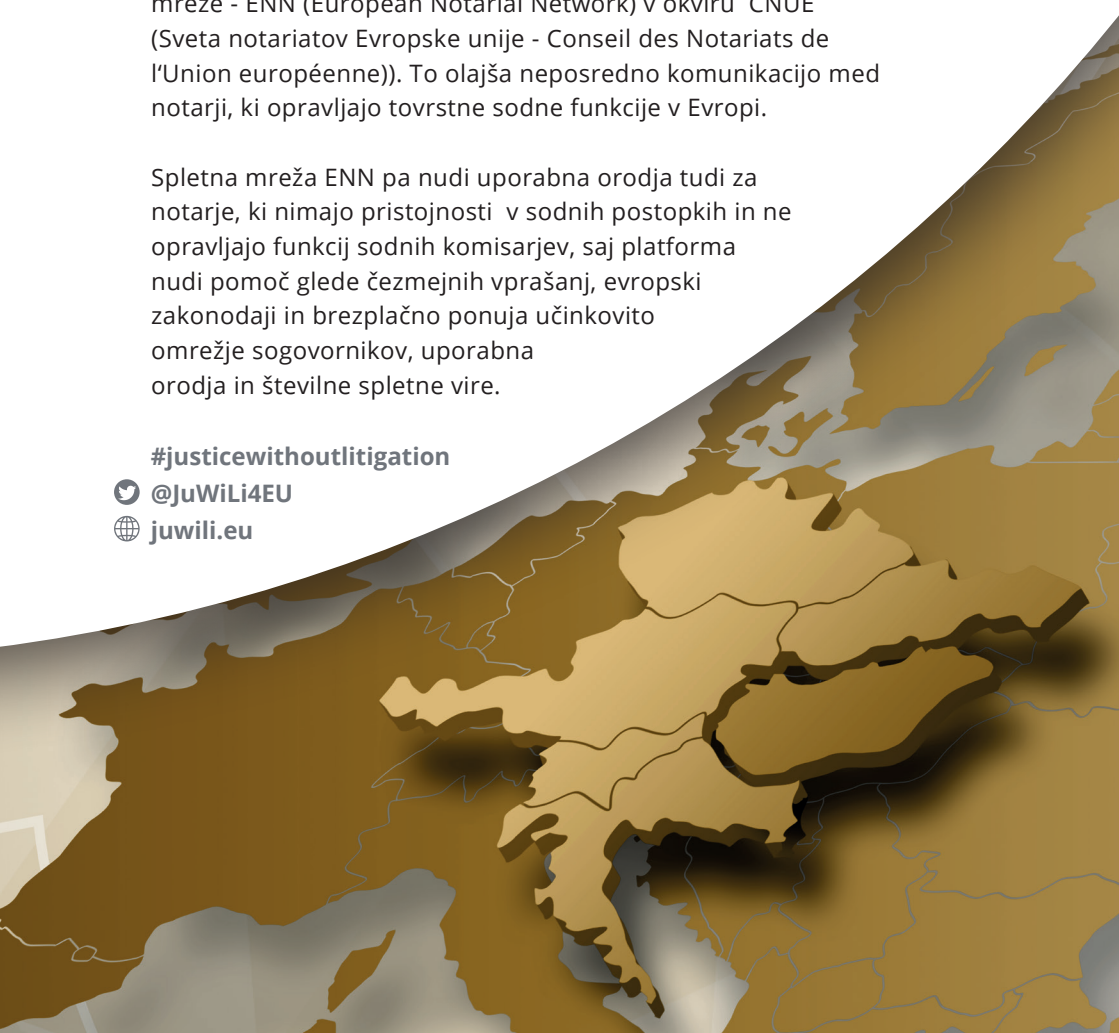 mreže - ENN (European Notarial Network) v okviru  CNUE
(Sveta notariatov Evropske unije - Conseil des Notariats de
l‘Union européenne)). To olajša neposredno komunikacijo med
notarji, ki opravljajo tovrstne sodne funkcije v Evropi.
Spletna mreža ENN pa nudi uporabna orodja tudi za
notarje, ki nimajo pristojnosti  v sodnih postopkih in ne
opravljajo funkcij sodnih komisarjev, saj platforma
nudi pomoč glede čezmejnih vprašanj, evropski
zakonodaji in brezplačno ponuja učinkovito
omrežje sogovornikov, uporabna
orodja in številne spletne vire.
#justicewithoutlitigation
@JuWiLi4EU
juwili.eu